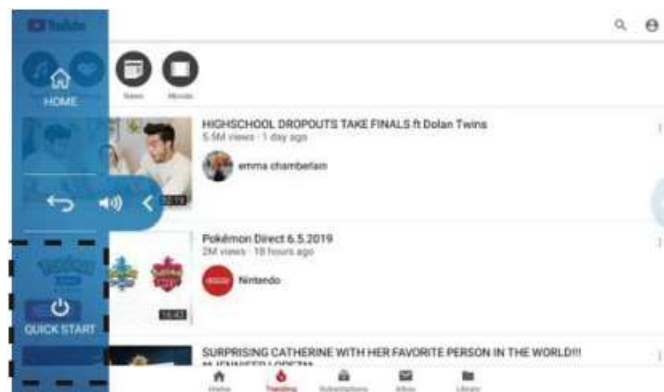 YouTube
HOME
News
Movies
HIGHSCHOOL DROPOUTS TAKE FINALS ft Dolan Twins
5.5M views · 1 day ago
emma chamberlain
Pokémon Direct 6.5.2019
2M views · 18 hours ago
Nintendo
16:43
QUICK START
SURPRISING CATHERINE WITH HER FAVORITE PERSON IN THE WORLD!!!
Home
Trending
Subscriptions
Inbox
Library